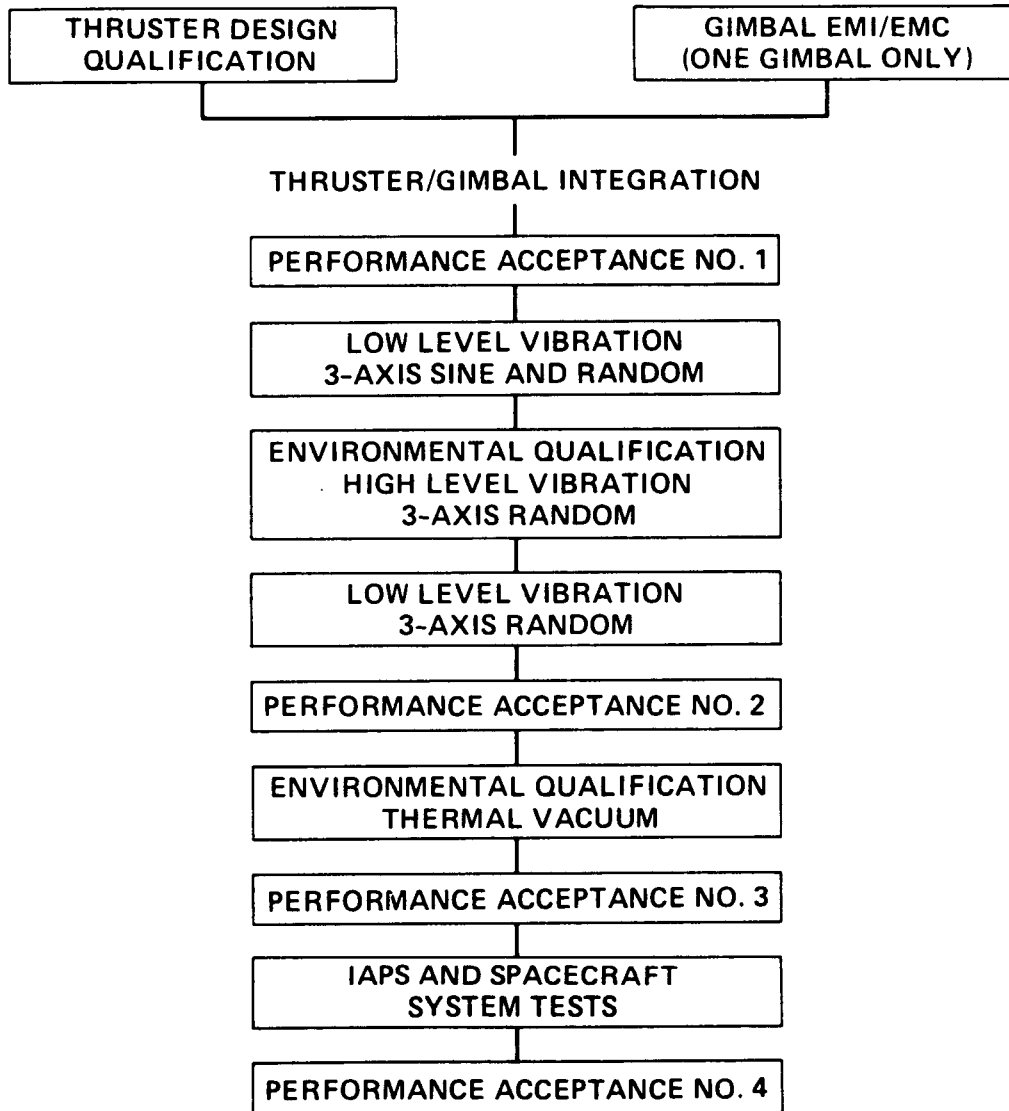 THRUSTER DESIGN
QUALIFICATION
GIMBAL EMI/EMC
(ONE GIMBAL ONLY)
THRUSTER/GIMBAL INTEGRATION
PERFORMANCE ACCEPTANCE NO. 1
LOW LEVEL VIBRATION
3-AXIS SINE AND RANDOM
ENVIRONMENTAL QUALIFICATION
HIGH LEVEL VIBRATION
3-AXIS RANDOM
LOW LEVEL VIBRATION
3-AXIS RANDOM
PERFORMANCE ACCEPTANCE NO. 2
ENVIRONMENTAL QUALIFICATION
THERMAL VACUUM
PERFORMANCE ACCEPTANCE NO. 3
IAPS AND SPACECRAFT
SYSTEM TESTS
PERFORMANCE ACCEPTANCE NO. 4